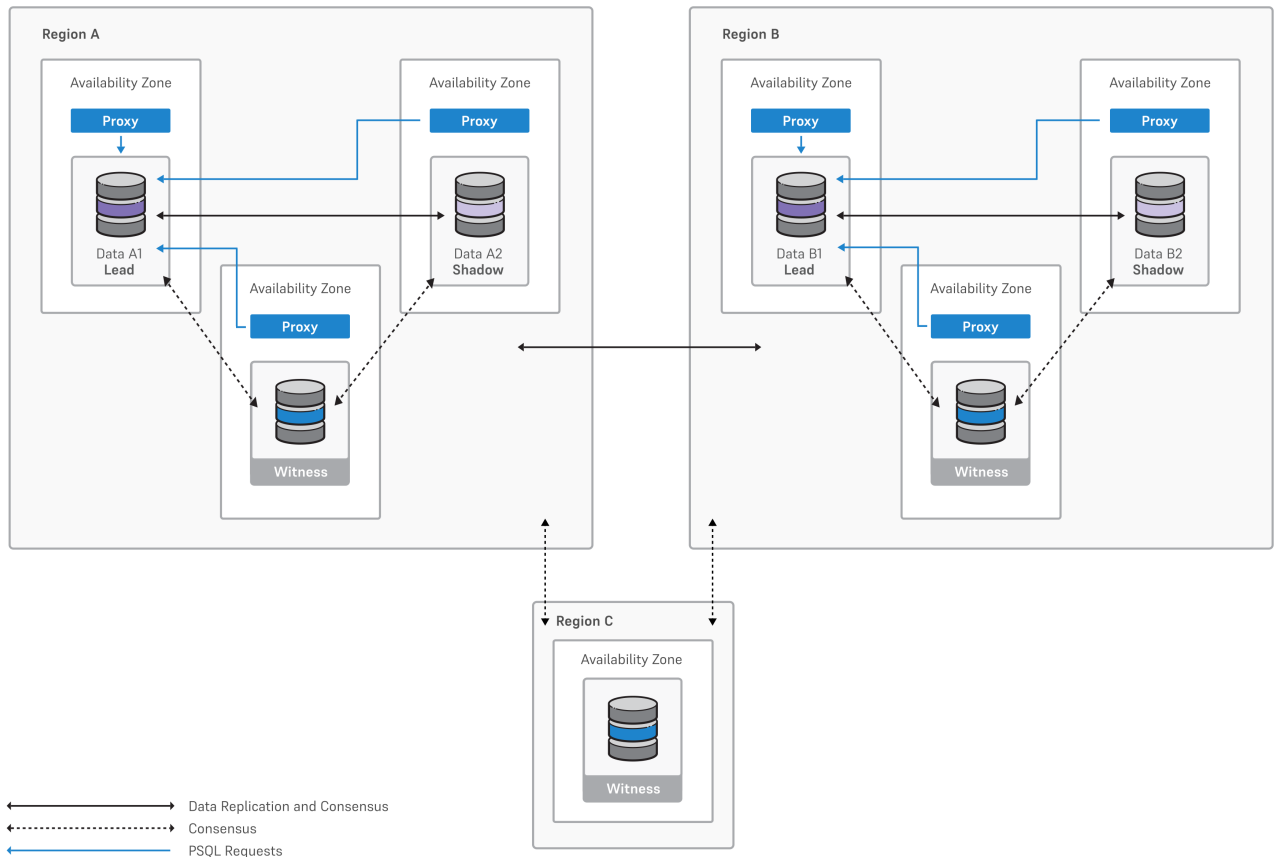 Region A
Availability Zone
Proxy
Data A1
Lead
Availability Zone
Proxy
Data A2
Shadow
Availability Zone
Proxy
Witness
Region B
Availability Zone
Proxy
Data B1
Lead
Availability Zone
Proxy
Data B2
Shadow
Availability Zone
Proxy
Witness
Region C
Availability Zone
Witness
Data Replication and Consensus
Consensus
PSQL Requests